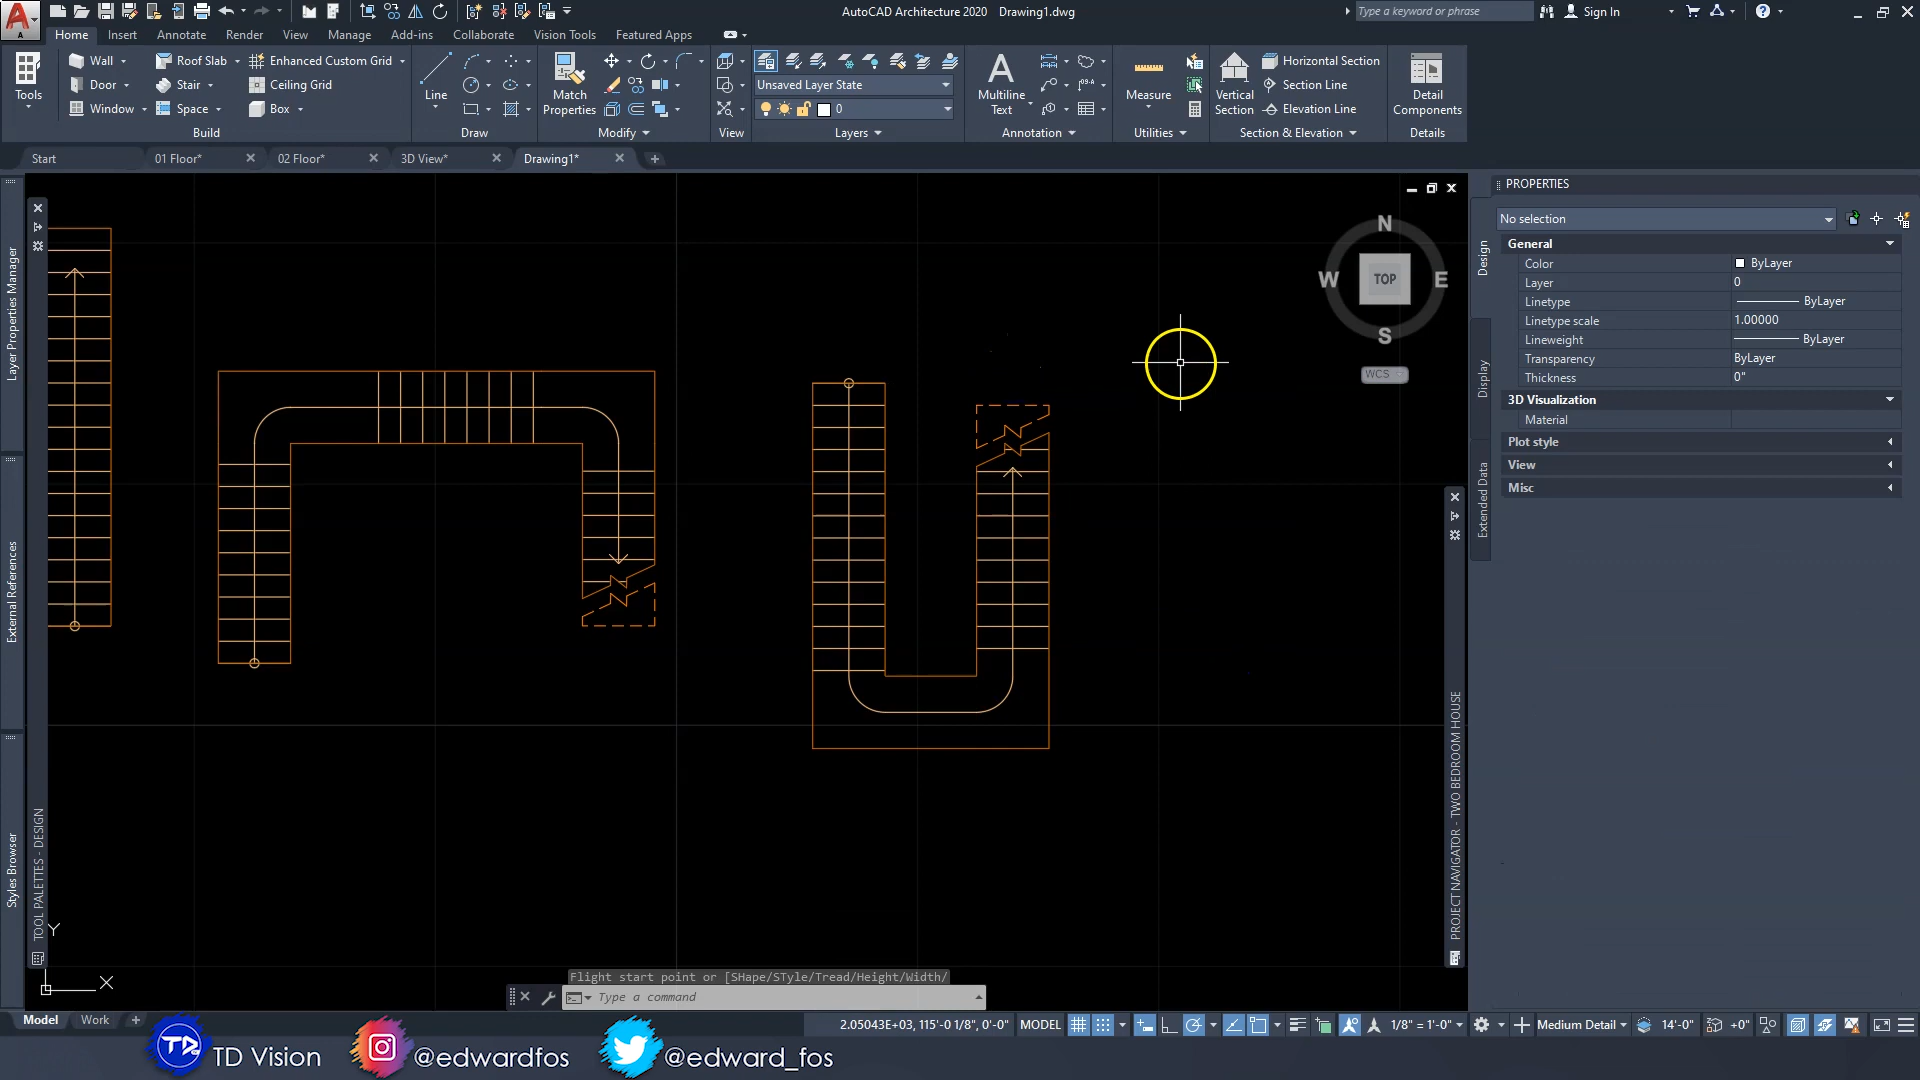 AutoCAD Architecture 2020 Drawing1.dwg
Type a keyword or phrase
Sign In
A
Home Insert Annotate Render View Manage Add-ins Collaborate Vision Tools Featured Apps
Tools
Wall
Door
Window
Roof Slab
Stair
Space
Enhanced Custom Grid
Ceiling Grid
Box
Build
Line
Draw
Match
Properties
Modify
View
Unsaved Layer State
0
Layers
A
Multiline
Text
Annotation
Measure
Utilities
Vertical
Section
Horizontal Section
Section Line
Elevation Line
Section & Elevation
Detail
Components
Details
Start
01 Floor*
02 Floor*
3D View*
Drawing1*
Layer Properties Manager
External References
Styles Browser
TOOL PALETTES - DESIGN
N
W
TOP
E
S
WCS
PROJECT NAVIGATOR - TWO BEDROOM HOUSE
PROPERTIES
No selection
Design
Display
Extended Data
General
Color ByLayer
Layer 0
Linetype ByLayer
Linetype scale 1.00000
Lineweight ByLayer
Transparency ByLayer
Thickness 0"
3D Visualization
Material
Plot style
View
Misc
Y
X
Flight start point or [SHape/STyle/Tread/Height/Width/
Type a command
Model
Work
2.05043E+03, 115'-0 1/8", 0'-0"
MODEL
1/8" = 1'-0"
Medium Detail
14'-0"
+0"
TD
TD Vision
@edwardfos
@edward_fos